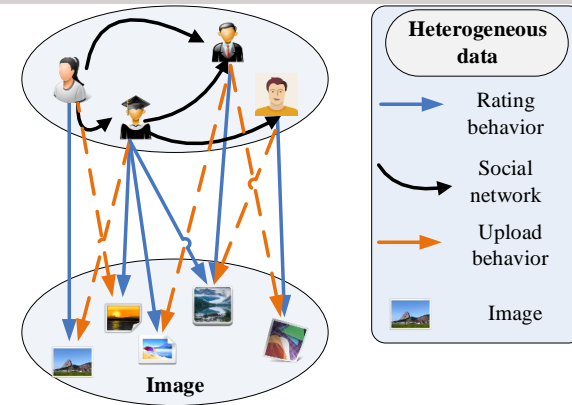 Heterogeneous
data
Rating
behavior
Social
network
Upload
behavior
Image
Image